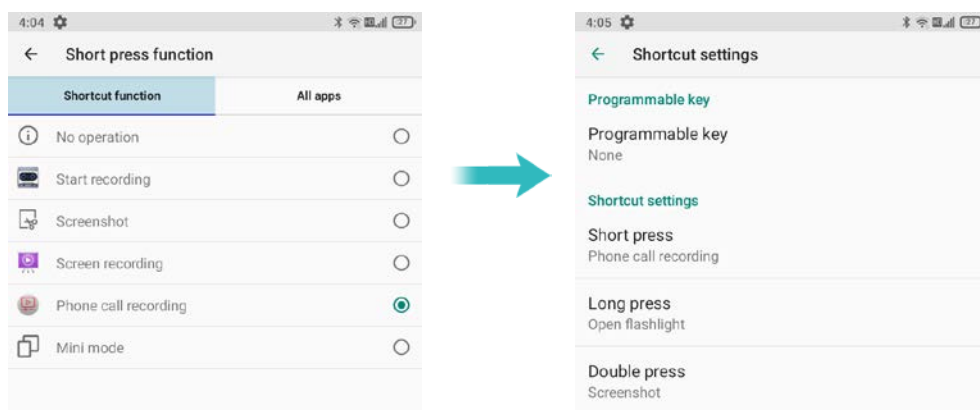 4:04
27
Short press function
Shortcut function
All apps
No operation
Start recording
Screenshot
Screen recording
Phone call recording
Mini mode
4:05
27
Shortcut settings
Programmable key
Programmable key
None
Shortcut settings
Short press
Phone call recording
Long press
Open flashlight
Double press
Screenshot